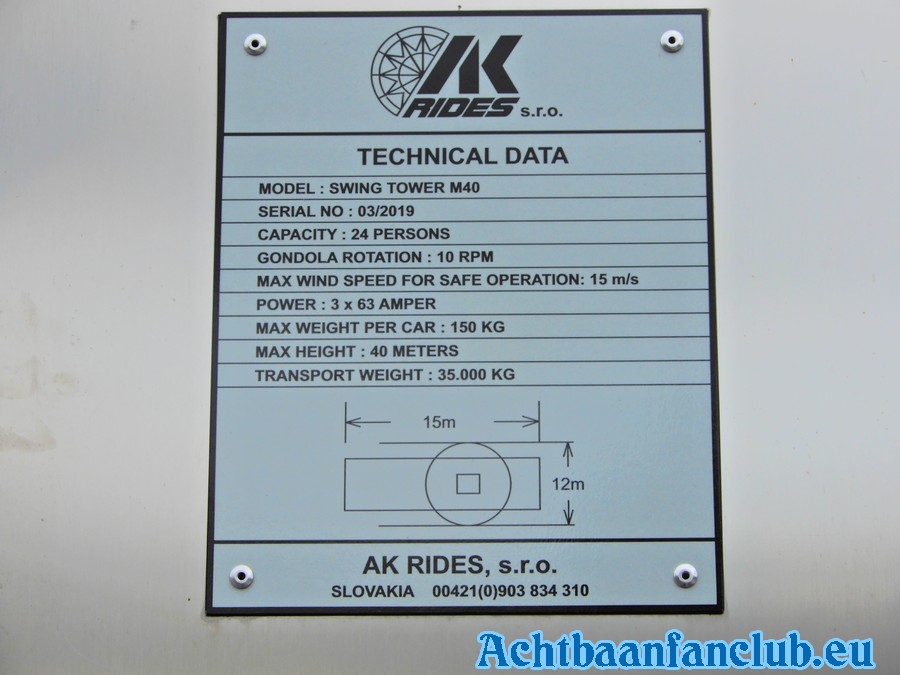 AK
RIDES s.r.o.
TECHNICAL DATA
MODEL : SWING TOWER M40
SERIAL NO : 03/2019
CAPACITY : 24 PERSONS
GONDOLA ROTATION : 10 RPM
MAX WIND SPEED FOR SAFE OPERATION: 15 m/s
POWER : 3 x 63 AMPER
MAX WEIGHT PER CAR : 150 KG
MAX HEIGHT : 40 METERS
TRANSPORT WEIGHT : 35.000 KG
15m
12m
AK RIDES, s.r.o.
SLOVAKIA 00421(0)903 834 310
Achtbaanfanclub.eu